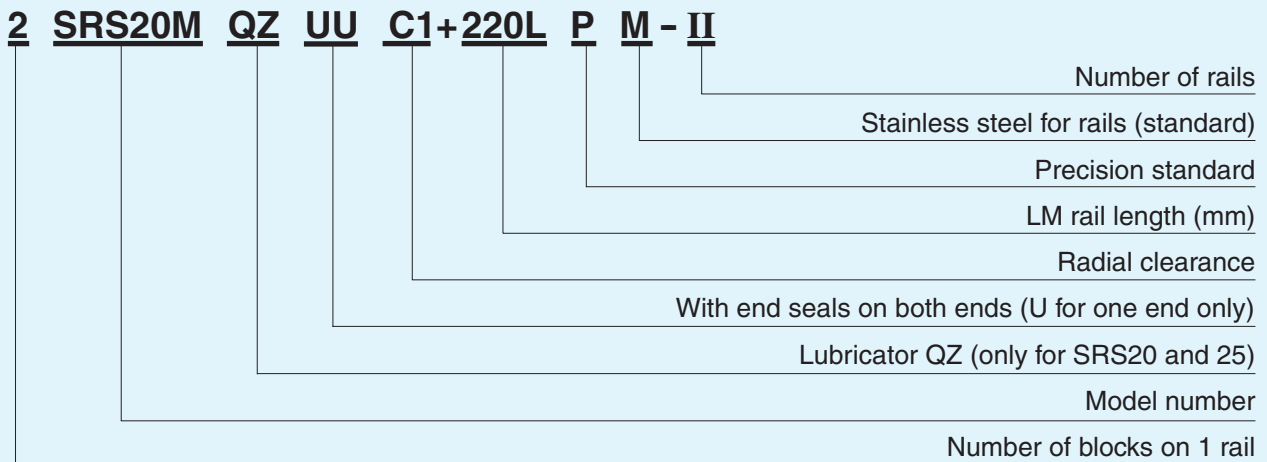 2 SRS20M QZ UU C1+220L P M – II
Number of rails
Stainless steel for rails (standard)
Precision standard
LM rail length (mm)
Radial clearance
With end seals on both ends (U for one end only)
Lubricator QZ (only for SRS20 and 25)
Model number
Number of blocks on 1 rail